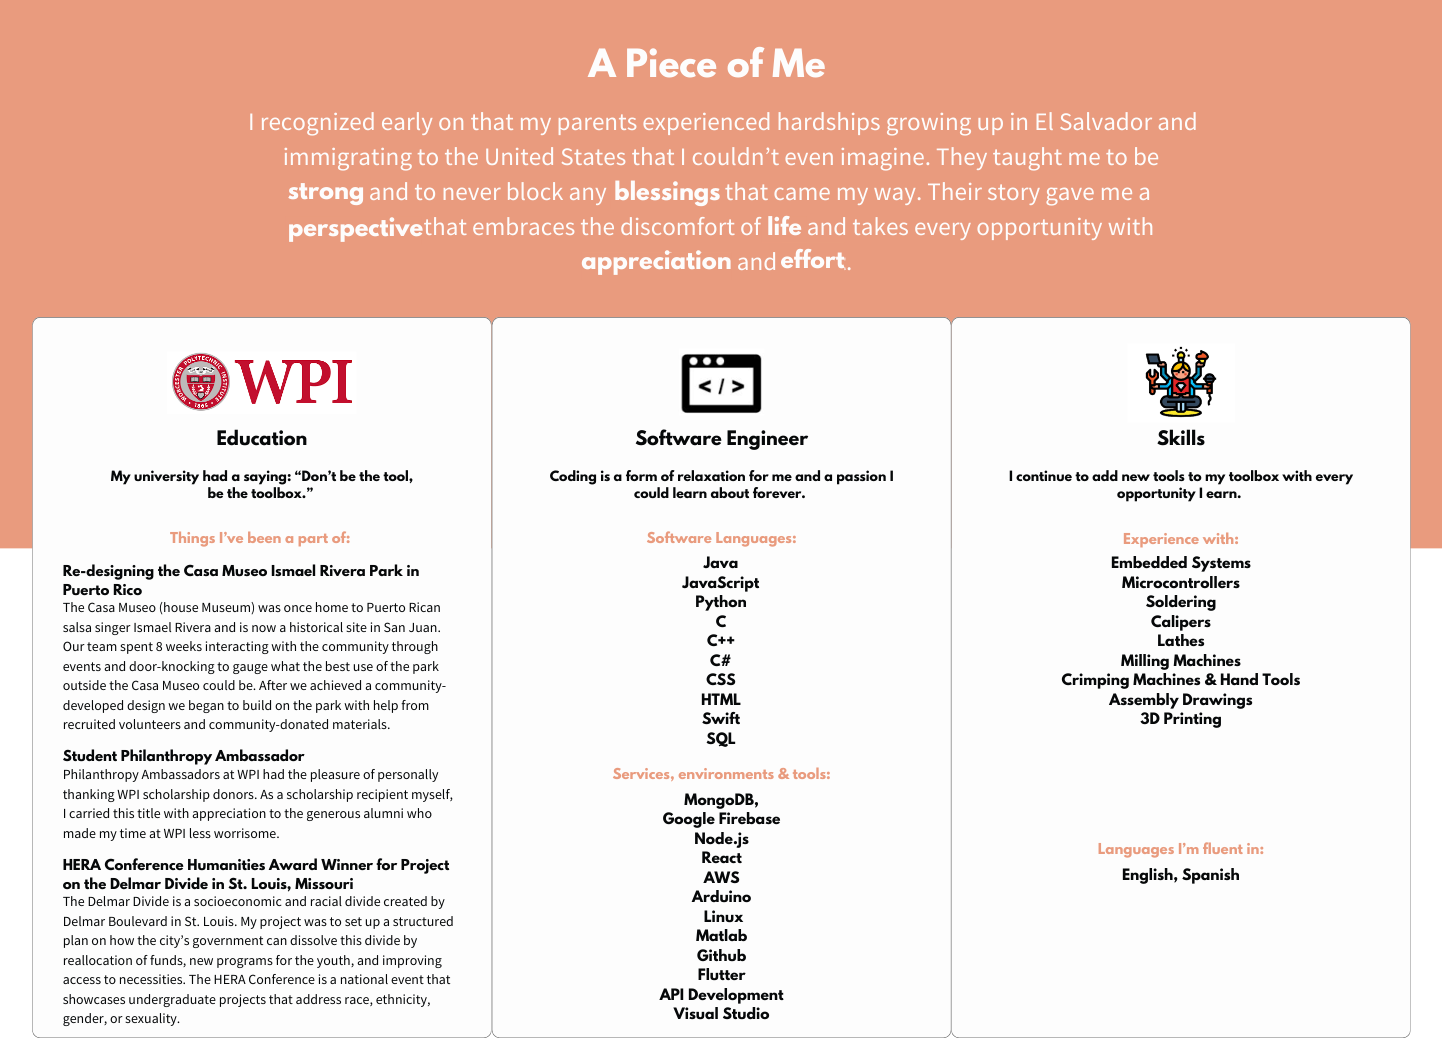 A Piece of Me
I recognized early on that my parents experienced hardships growing up in El Salvador and
immigrating to the United States that I couldn't even imagine. They taught me to be
strong and to never block any blessings that came my way. Their story gave me a
perspective that embraces the discomfort of life and takes every opportunity with
appreciation and effort..
WORCESTER POLYTECHNIC INSTITUTE
1865
WPI
Education
My university had a saying: “Don't be the tool,
be the toolbox.”
Things I've been a part of:
Re-designing the Casa Museo Ismael Rivera Park in
Puerto Rico
The Casa Museo (house Museum) was once home to Puerto Rican
salsa singer Ismael Rivera and is now a historical site in San Juan.
Our team spent 8 weeks interacting with the community through
events and door-knocking to gauge what the best use of the park
outside the Casa Museo could be. After we achieved a community-
developed design we began to build on the park with help from
recruited volunteers and community-donated materials.
Student Philanthropy Ambassador
Philanthropy Ambassadors at WPI had the pleasure of personally
thanking WPI scholarship donors. As a scholarship recipient myself,
I carried this title with appreciation to the generous alumni who
made my time at WPI less worrisome.
HERA Conference Humanities Award Winner for Project
on the Delmar Divide in St. Louis, Missouri
The Delmar Divide is a socioeconomic and racial divide created by
Delmar Boulevard in St. Louis. My project was to set up a structured
plan on how the city's government can dissolve this divide by
reallocation of funds, new programs for the youth, and improving
access to necessities. The HERA Conference is a national event that
showcases undergraduate projects that address race, ethnicity,
gender, or sexuality.
</>
Software Engineer
Coding is a form of relaxation for me and a passion I
could learn about forever.
Software Languages:
Java
JavaScript
Python
C
C++
C#
CSS
HTML
Swift
SQL
Services, environments & tools:
MongoDB,
Google Firebase
Node.js
React
AWS
Arduino
Linux
Matlab
Github
Flutter
API Development
Visual Studio
Skills
I continue to add new tools to my toolbox with every
opportunity I earn.
Experience with:
Embedded Systems
Microcontrollers
Soldering
Calipers
Lathes
Milling Machines
Crimping Machines & Hand Tools
Assembly Drawings
3D Printing
Languages I'm fluent in:
English, Spanish